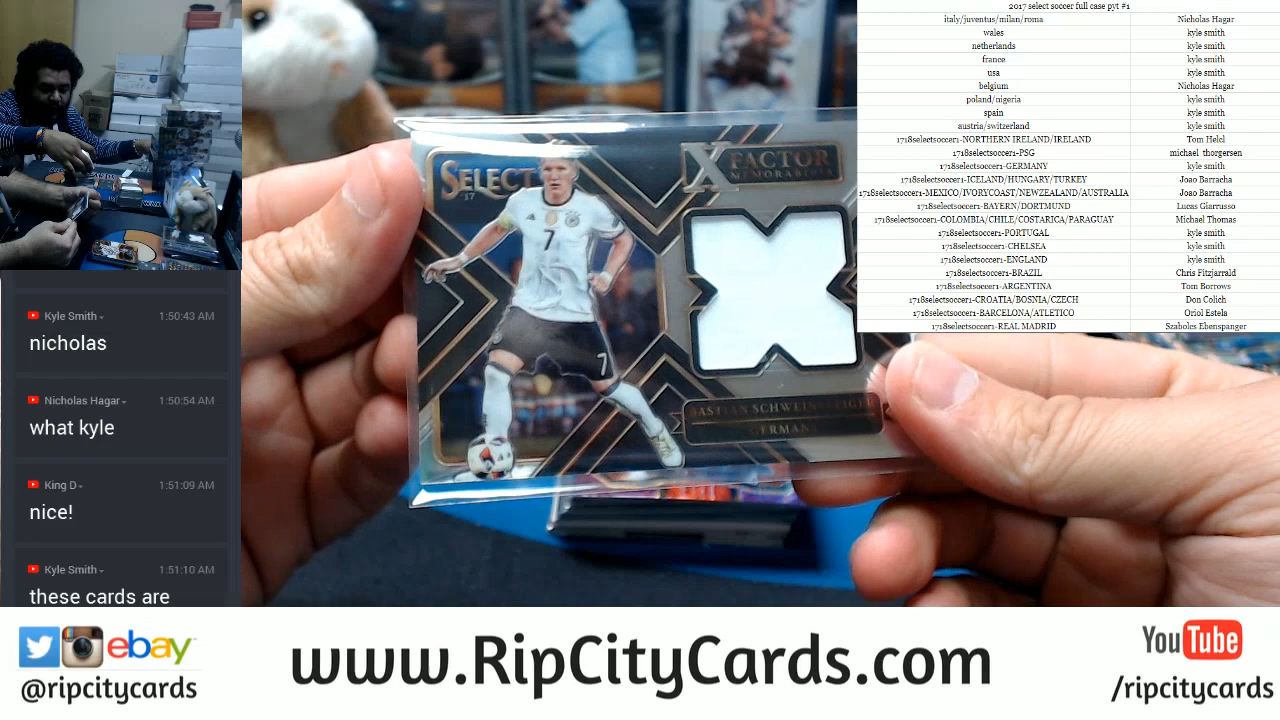 2017 select soccer full case pyt #1
italy/juventus/milan/roma Nicholas Hagar
wales kyle smith
netherlands kyle smith
france kyle smith
usa kyle smith
belgium Nicholas Hagar
poland/nigeria kyle smith
spain kyle smith
austria/switzerland kyle smith
1718selectsoccer1-NORTHERN IRELAND/IRELAND Tom Helcl
1718selectsoccer1-PSG michael thorgersen
1718selectsoccer1-GERMANY kyle smith
1718selectsoccer1-ICELAND/HUNGARY/TURKEY Joao Barracha
1718selectsoccer1-MEXICO/IVORYCOAST/NEWZEALAND/AUSTRALIA Joao Barracha
1718selectsoccer1-BAYERN/DORTMUND Lucas Giarrusso
1718selectsoccer1-COLOMBIA/CHILE/COSTARICA/PARAGUAY Michael Thomas
1718selectsoccer1-PORTUGAL kyle smith
1718selectsoccer1-CHELSEA kyle smith
1718selectsoccer1-ENGLAND kyle smith
1718selectsoccer1-BRAZIL Chris Fitzjarrald
1718selectsoccer1-ARGENTINA Tom Borrows
1718selectsoccer1-CROATIA/BOSNIA/CZECH Don Colich
1718selectsoccer1-BARCELONA/ATLETICO Oriol Estela
1718selectsoccer1-REAL MADRID Szabolcs Ebenspanger
SELECT
'17
X FACTOR
MEMORABILIA
7
7
BASTIAN SCHWEINSTEIGER
GERMANY
Kyle Smith 1:50:43 AM
nicholas
Nicholas Hagar 1:50:54 AM
what kyle
King D 1:51:09 AM
nice!
Kyle Smith 1:51:10 AM
these cards are
ebay
@ripcitycards
www.RipCityCards.com
YouTube
/ripcitycards